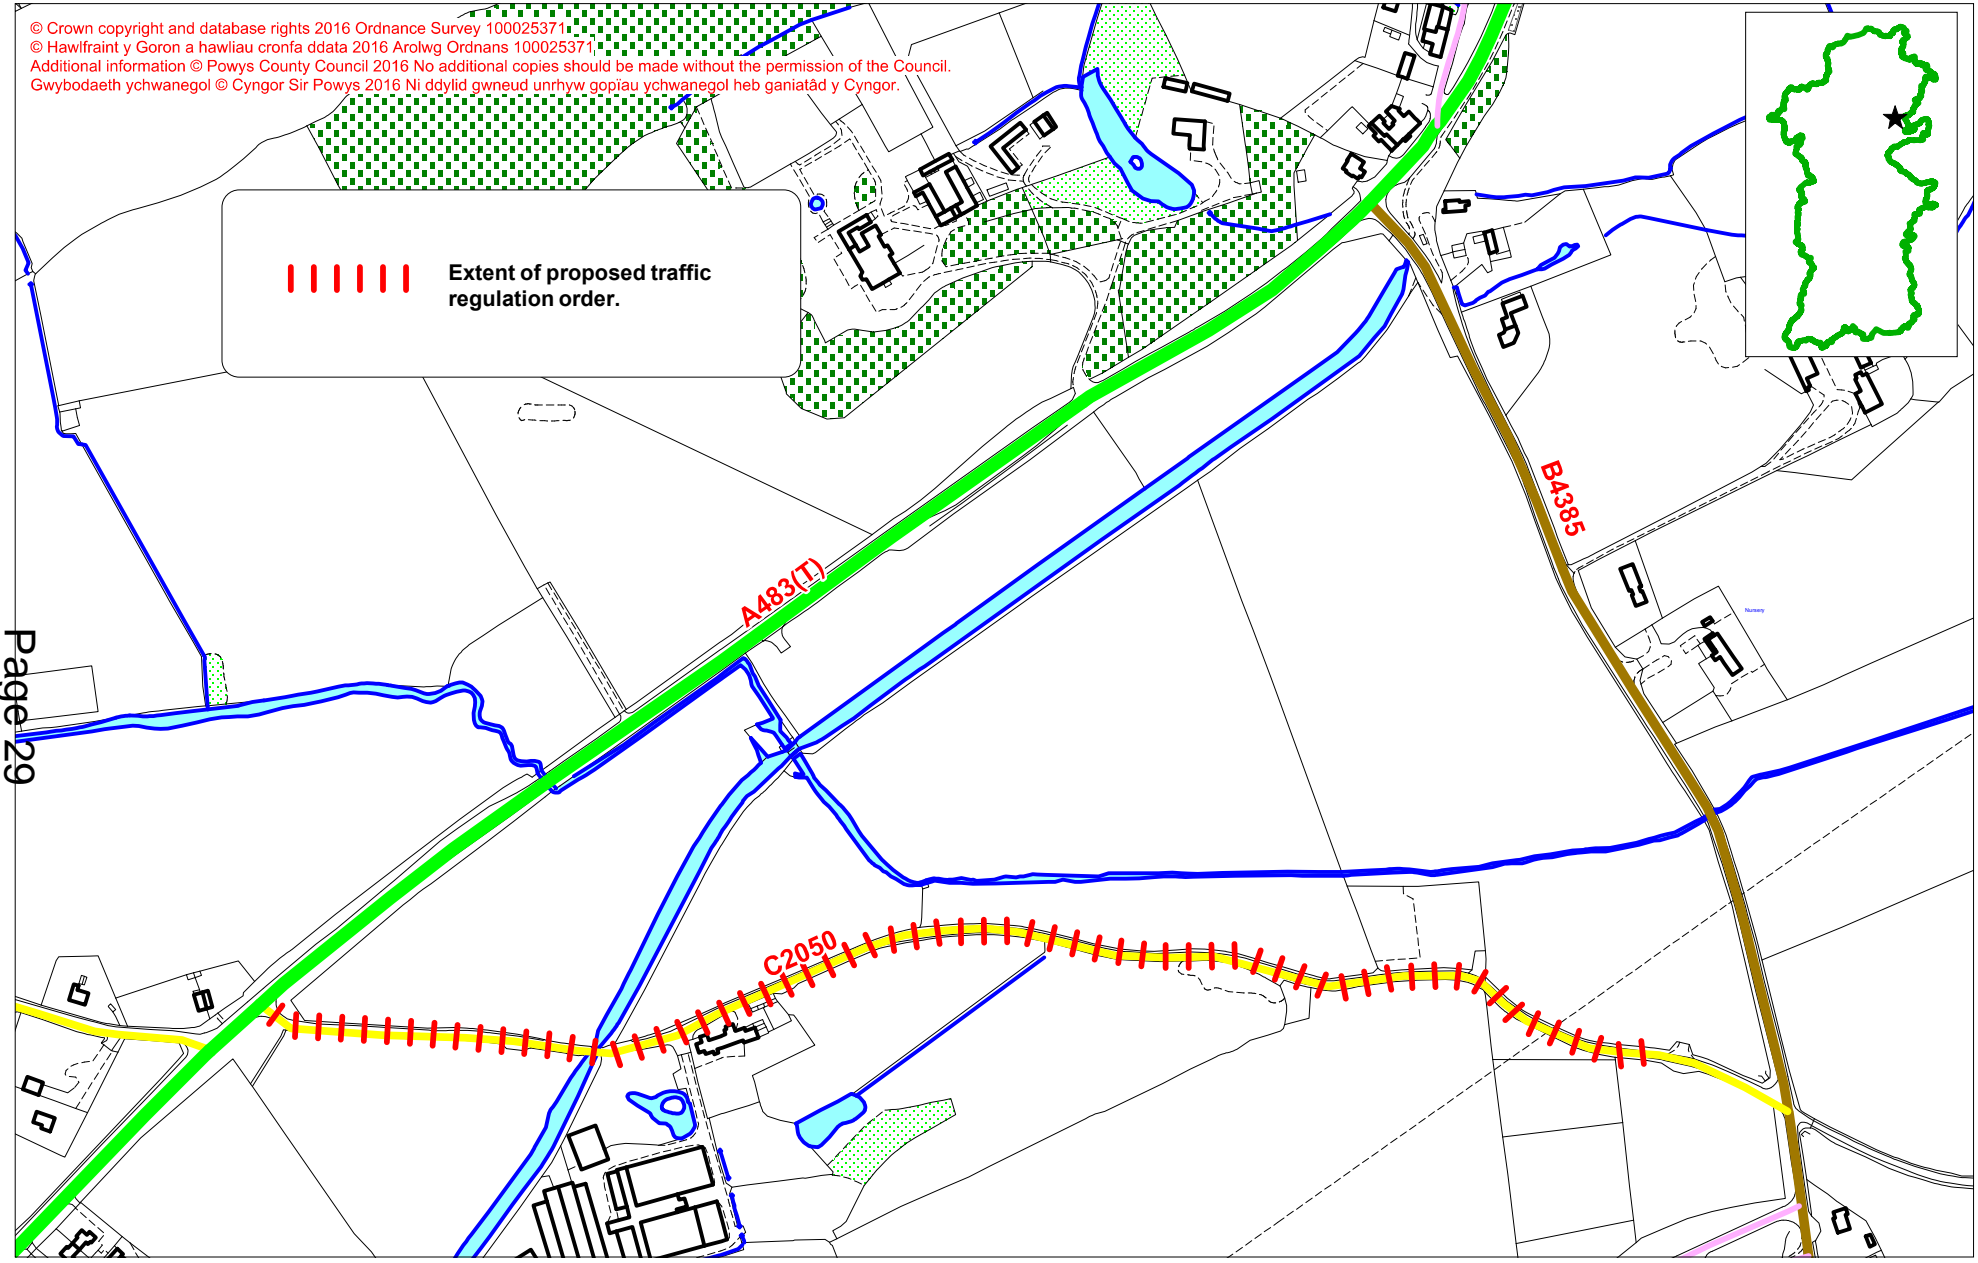 © Crown copyright and database rights 2016 Ordnance Survey 100025371
© Hawlfraint y Goron a hawliau cronfa ddata 2016 Arolwg Ordnans 100025371
Additional information © Powys County Council 2016 No additional copies should be made without the permission of the Council.
Gwybodaeth ychwanegol © Cyngor Sir Powys 2016 Ni ddylid gwneud unrhyw gopïau ychwanegol heb ganiatâd y Cyngor.
Extent of proposed traffic
regulation order.
B4385
A483(T)
Nursery
Page 29
C2050